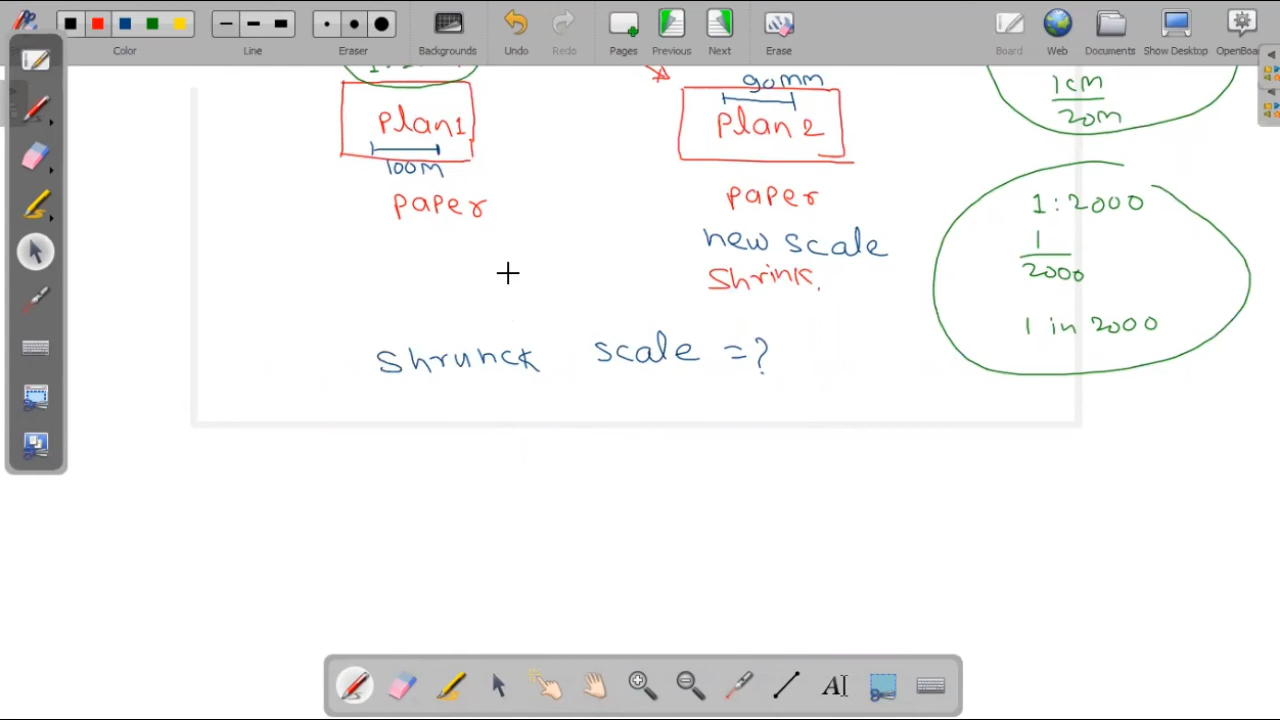 Color
Line
Eraser
Backgrounds
Undo
Redo
Pages
Previous
Next
Erase
Board
Web
Documents
Show Desktop
OpenBoa
90mm
Plan1
Plan 2
100M
paper
paper
new scale
Shrink.
Shrunck scale = ?
1cm
20M
1:2000
1
2000
1 in 2000